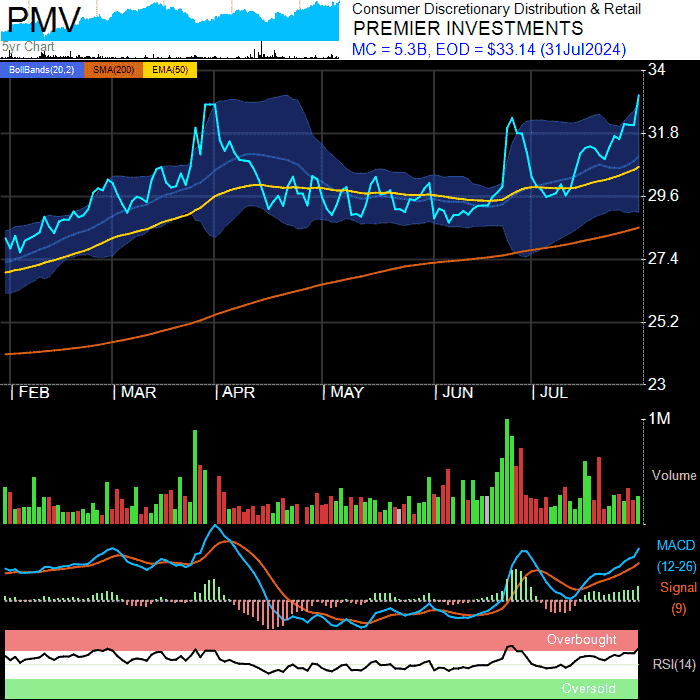 PMV
5yr Chart
Consumer Discretionary Distribution & Retail
PREMIER INVESTMENTS
MC = 5.3B, EOD = $33.14 (31Jul2024)
BollBands(20,2) SMA(200) EMA(50)
34
31.8
29.6
27.4
25.2
23
| FEB | MAR | APR | MAY | JUN | JUL
1M
Volume
MACD
(12-26)
Signal
(9)
Overbought
RSI(14)
Oversold